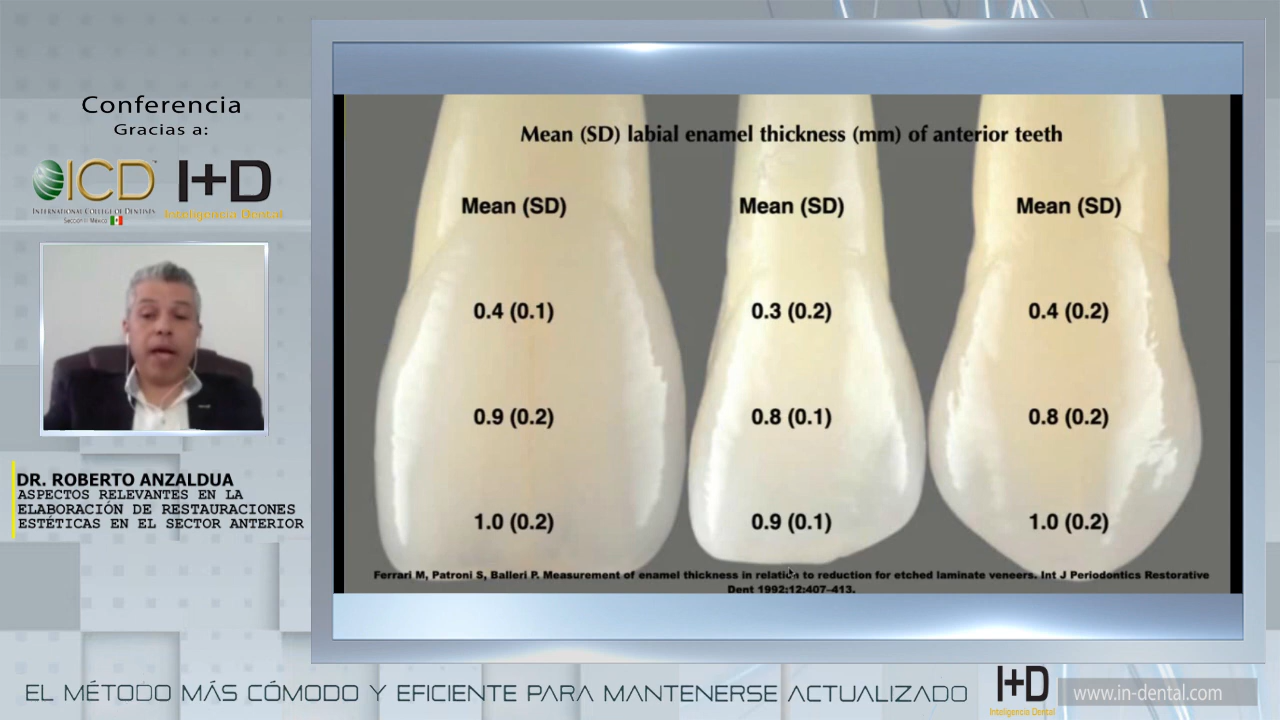 Conferencia
Gracias a:
ICD
I+D
INTERNATIONAL COLLEGE OF DENTISTS
Inteligencia Dental
SECCIÓN MÉXICO
DR. ROBERTO ANZALDUA
ASPECTOS RELEVANTES EN LA
ELABORACIÓN DE RESTAURACIONES
ESTÉTICAS EN EL SECTOR ANTERIOR
Mean (SD) labial enamel thickness (mm) of anterior teeth
Mean (SD) Mean (SD) Mean (SD)
0.4 (0.1) 0.3 (0.2) 0.4 (0.2)
0.9 (0.2) 0.8 (0.1) 0.8 (0.2)
1.0 (0.2) 0.9 (0.1) 1.0 (0.2)
Ferrari M, Patroni S, Balleri P. Measurement of enamel thickness in relation to reduction for etched laminate veneers. Int J Periodontics Restorative
Dent 1992;12:407–413.
EL MÉTODO MÁS CÓMODO Y EFICIENTE PARA MANTENERSE ACTUALIZADO
I+D
Inteligencia Dental
www.in-dental.com